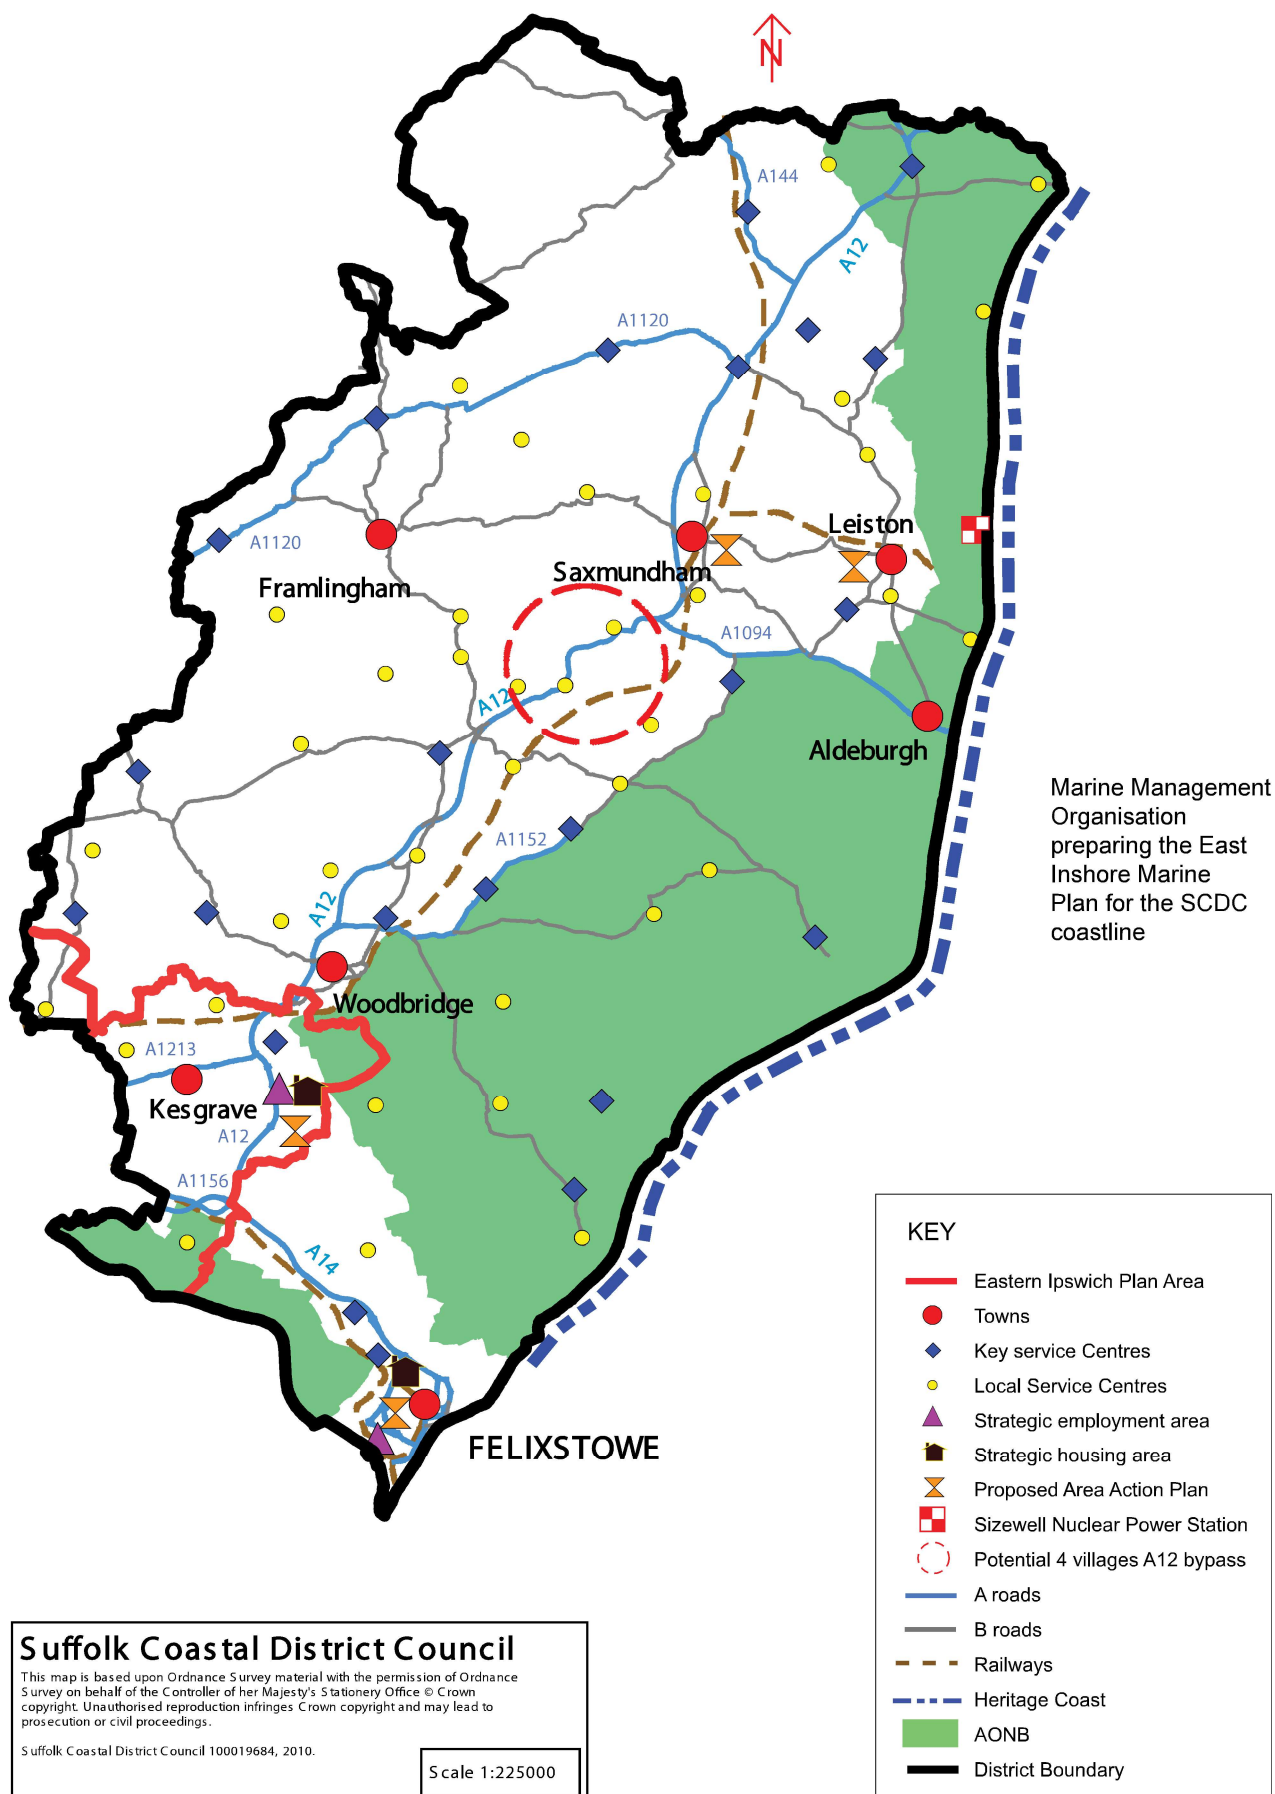 N
A144
A12
A1120
A1120
Leiston
Saxmundham
Framlingham
A1094
A12
Aldeburgh
Marine Management
Organisation
preparing the East
Inshore Marine
Plan for the SCDC
coastline
A1152
A12
Woodbridge
A1213
Kesgrave
A12
A1156
A14
FELIXSTOWE
KEY
Eastern Ipswich Plan Area
Towns
Key service Centres
Local Service Centres
Strategic employment area
Strategic housing area
Proposed Area Action Plan
Sizewell Nuclear Power Station
Potential 4 villages A12 bypass
A roads
B roads
Railways
Heritage Coast
AONB
District Boundary
Suffolk Coastal District Council
This map is based upon Ordnance Survey material with the permission of Ordnance
Survey on behalf of the Controller of her Majesty's Stationery Office © Crown
copyright. Unauthorised reproduction infringes Crown copyright and may lead to
prosecution or civil proceedings.
Suffolk Coastal District Council 100019684, 2010.
Scale 1:225000